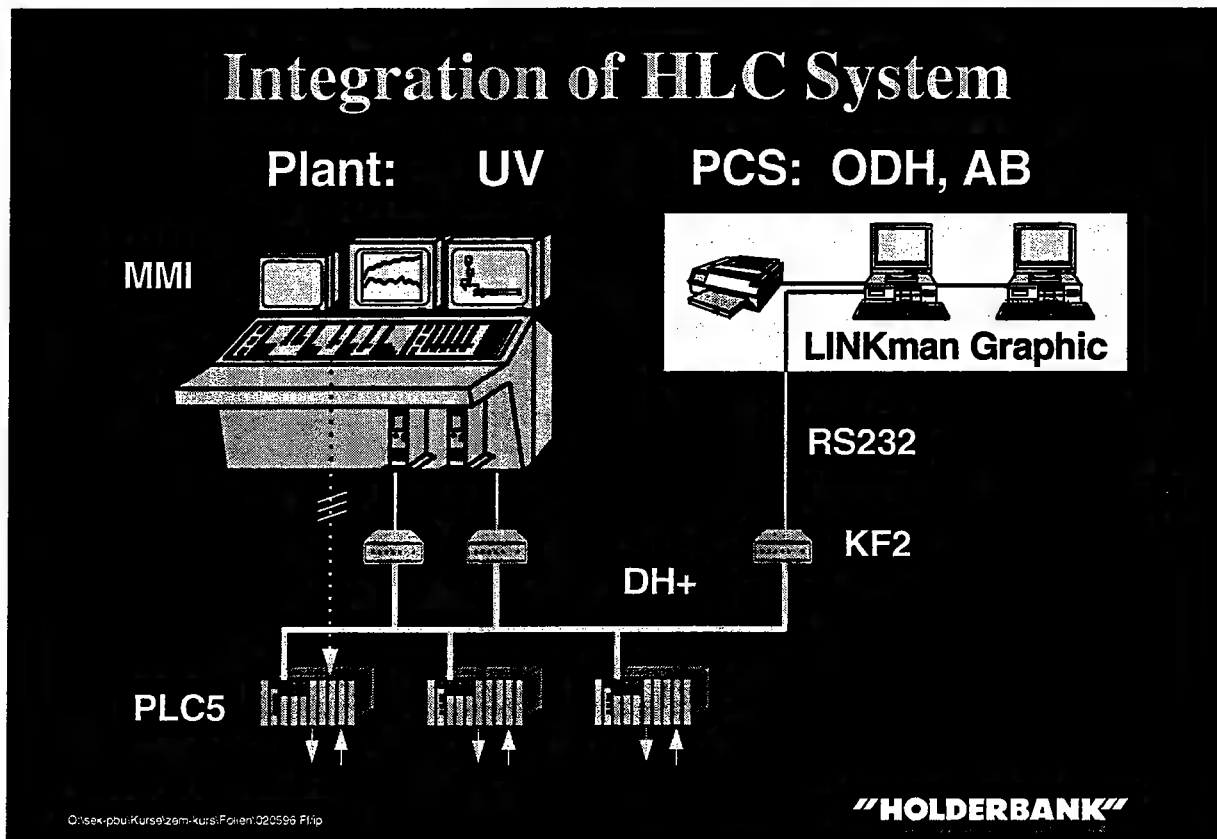 Integration of HLC System
Plant: UV PCS: ODH, AB
MMI
LINKman Graphic
RS232
KF2
DH+
PLC5
"HOLDERBANK"